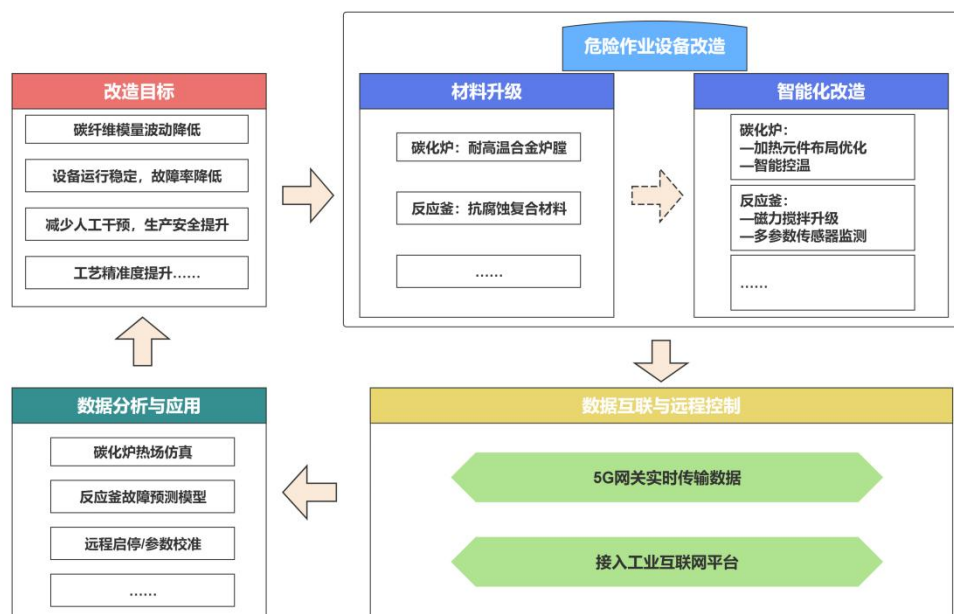 危险作业设备改造
改造目标
碳纤维模量波动降低
设备运行稳定，故障率降低
减少人工干预，生产安全提升
工艺精准度提升……
材料升级
碳化炉：耐高温合金炉膛
反应釜：抗腐蚀复合材料
……
智能化改造
碳化炉：
—加热元件布局优化
—智能控温
反应釜：
—磁力搅拌升级
—多参数传感器监测
……
数据分析与应用
碳化炉热场仿真
反应釜故障预测模型
远程启停/参数校准
……
数据互联与远程控制
5G网关实时传输数据
接入工业互联网平台